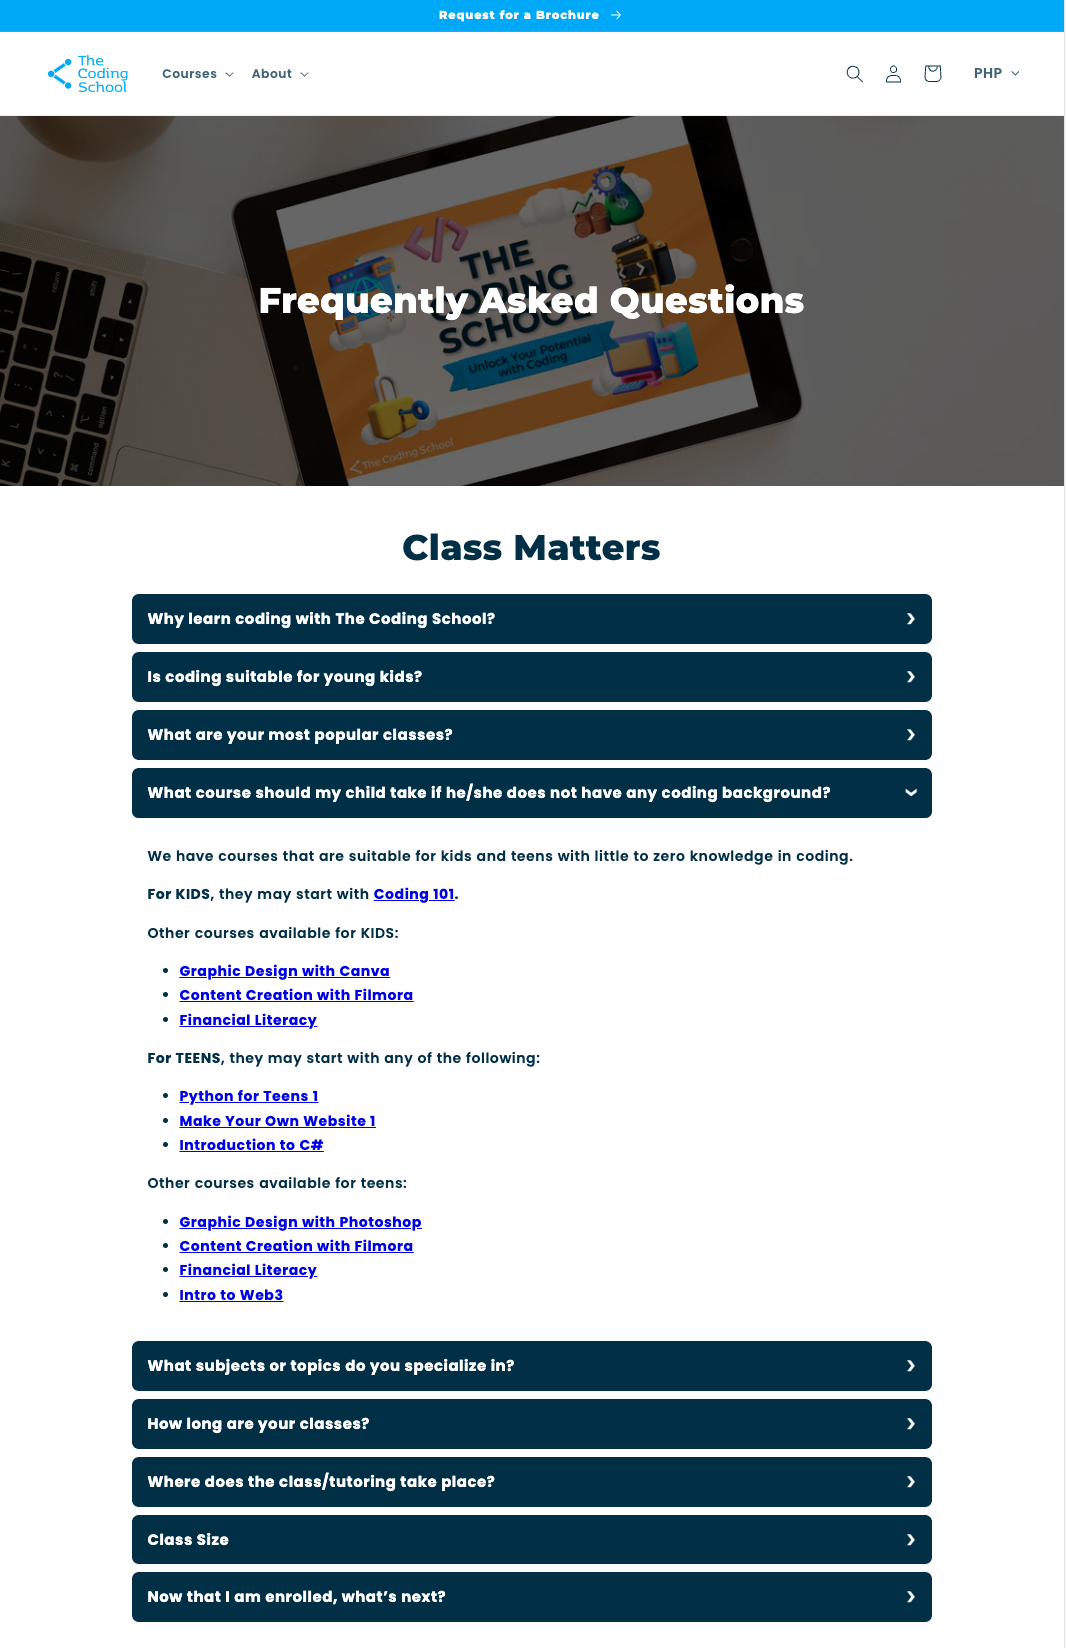 Request for a Brochure
The
Coding
School
Courses
About
PHP
return
shift
option
command
THE
CODING
SCHOOL
Unlock Your Potential
with Coding
The Coding School
Frequently Asked Questions
Class Matters
Why learn coding with The Coding School?
Is coding suitable for young kids?
What are your most popular classes?
What course should my child take if he/she does not have any coding background?
We have courses that are suitable for kids and teens with little to zero knowledge in coding.
For KIDS, they may start with Coding 101.
Other courses available for KIDS:
Graphic Design with Canva
Content Creation with Filmora
Financial Literacy
For TEENS, they may start with any of the following:
Python for Teens 1
Make Your Own Website 1
Introduction to C#
Other courses available for teens:
Graphic Design with Photoshop
Content Creation with Filmora
Financial Literacy
Intro to Web3
What subjects or topics do you specialize in?
How long are your classes?
Where does the class/tutoring take place?
Class Size
Now that I am enrolled, what's next?